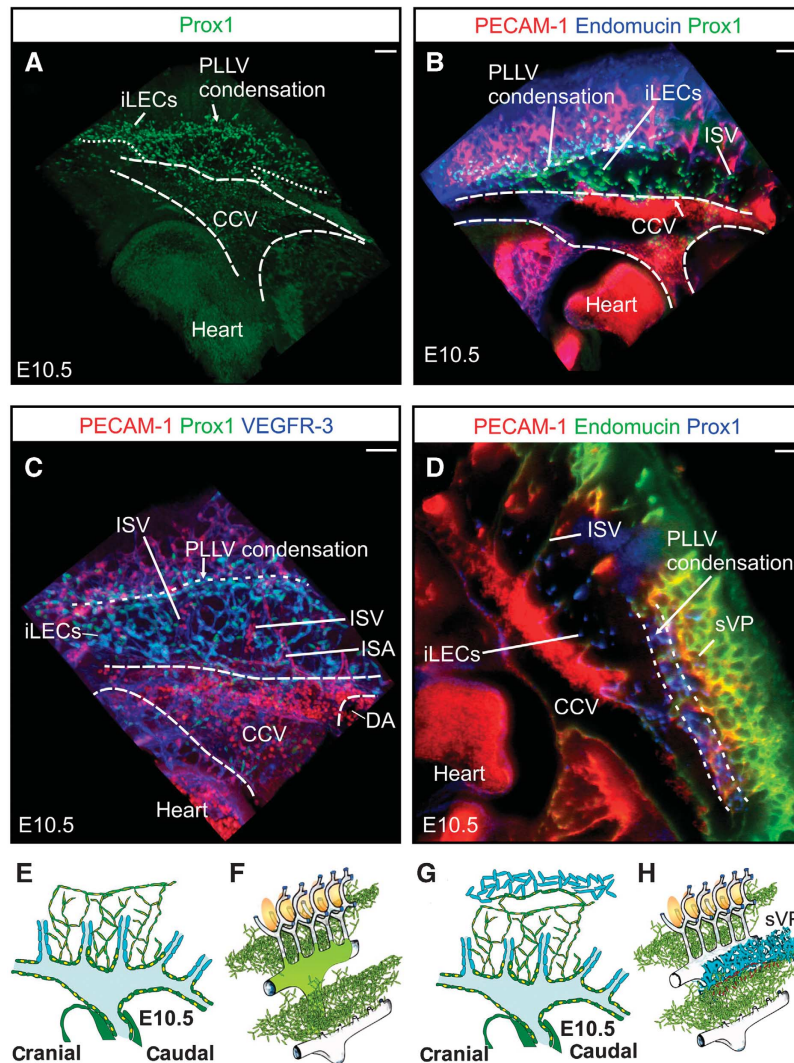 Prox1
A
iLECs
PLLV
condensation
CCV
Heart
E10.5
PECAM-1 Endomucin Prox1
B
PLLV
condensation
iLECs
ISV
CCV
Heart
E10.5
PECAM-1 Prox1 VEGFR-3
C
ISV
PLLV condensation
iLECs
ISV
ISA
DA
CCV
Heart
E10.5
PECAM-1 Endomucin Prox1
D
ISV
PLLV
condensation
sVP
iLECs
CCV
Heart
E10.5
E
E10.5
Cranial Caudal
F
G
E10.5
Cranial Caudal
H
sVP